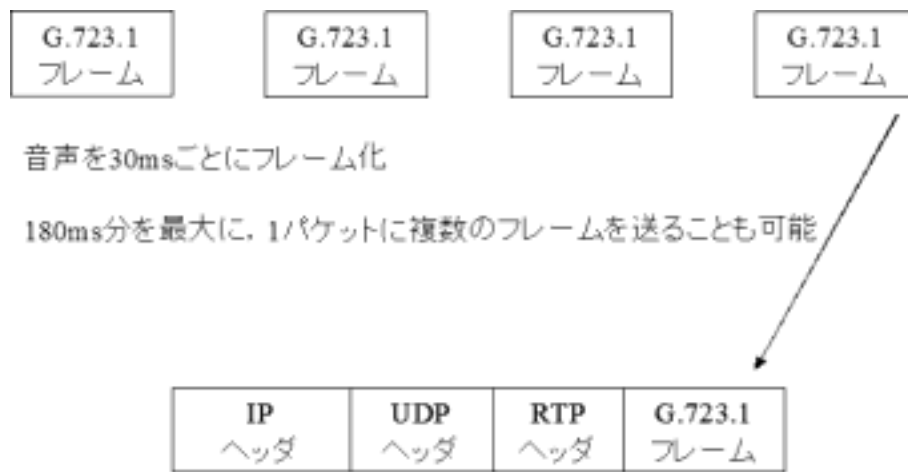 G.723.1 G.723.1 G.723.1 G.723.1
フレーム フレーム フレーム フレーム
音声を30msごとにフレーム化
180ms分を最大に，1パケットに複数のフレームを送ることも可能
IP UDP RTP G.723.1
ヘッダ ヘッダ ヘッダ フレーム